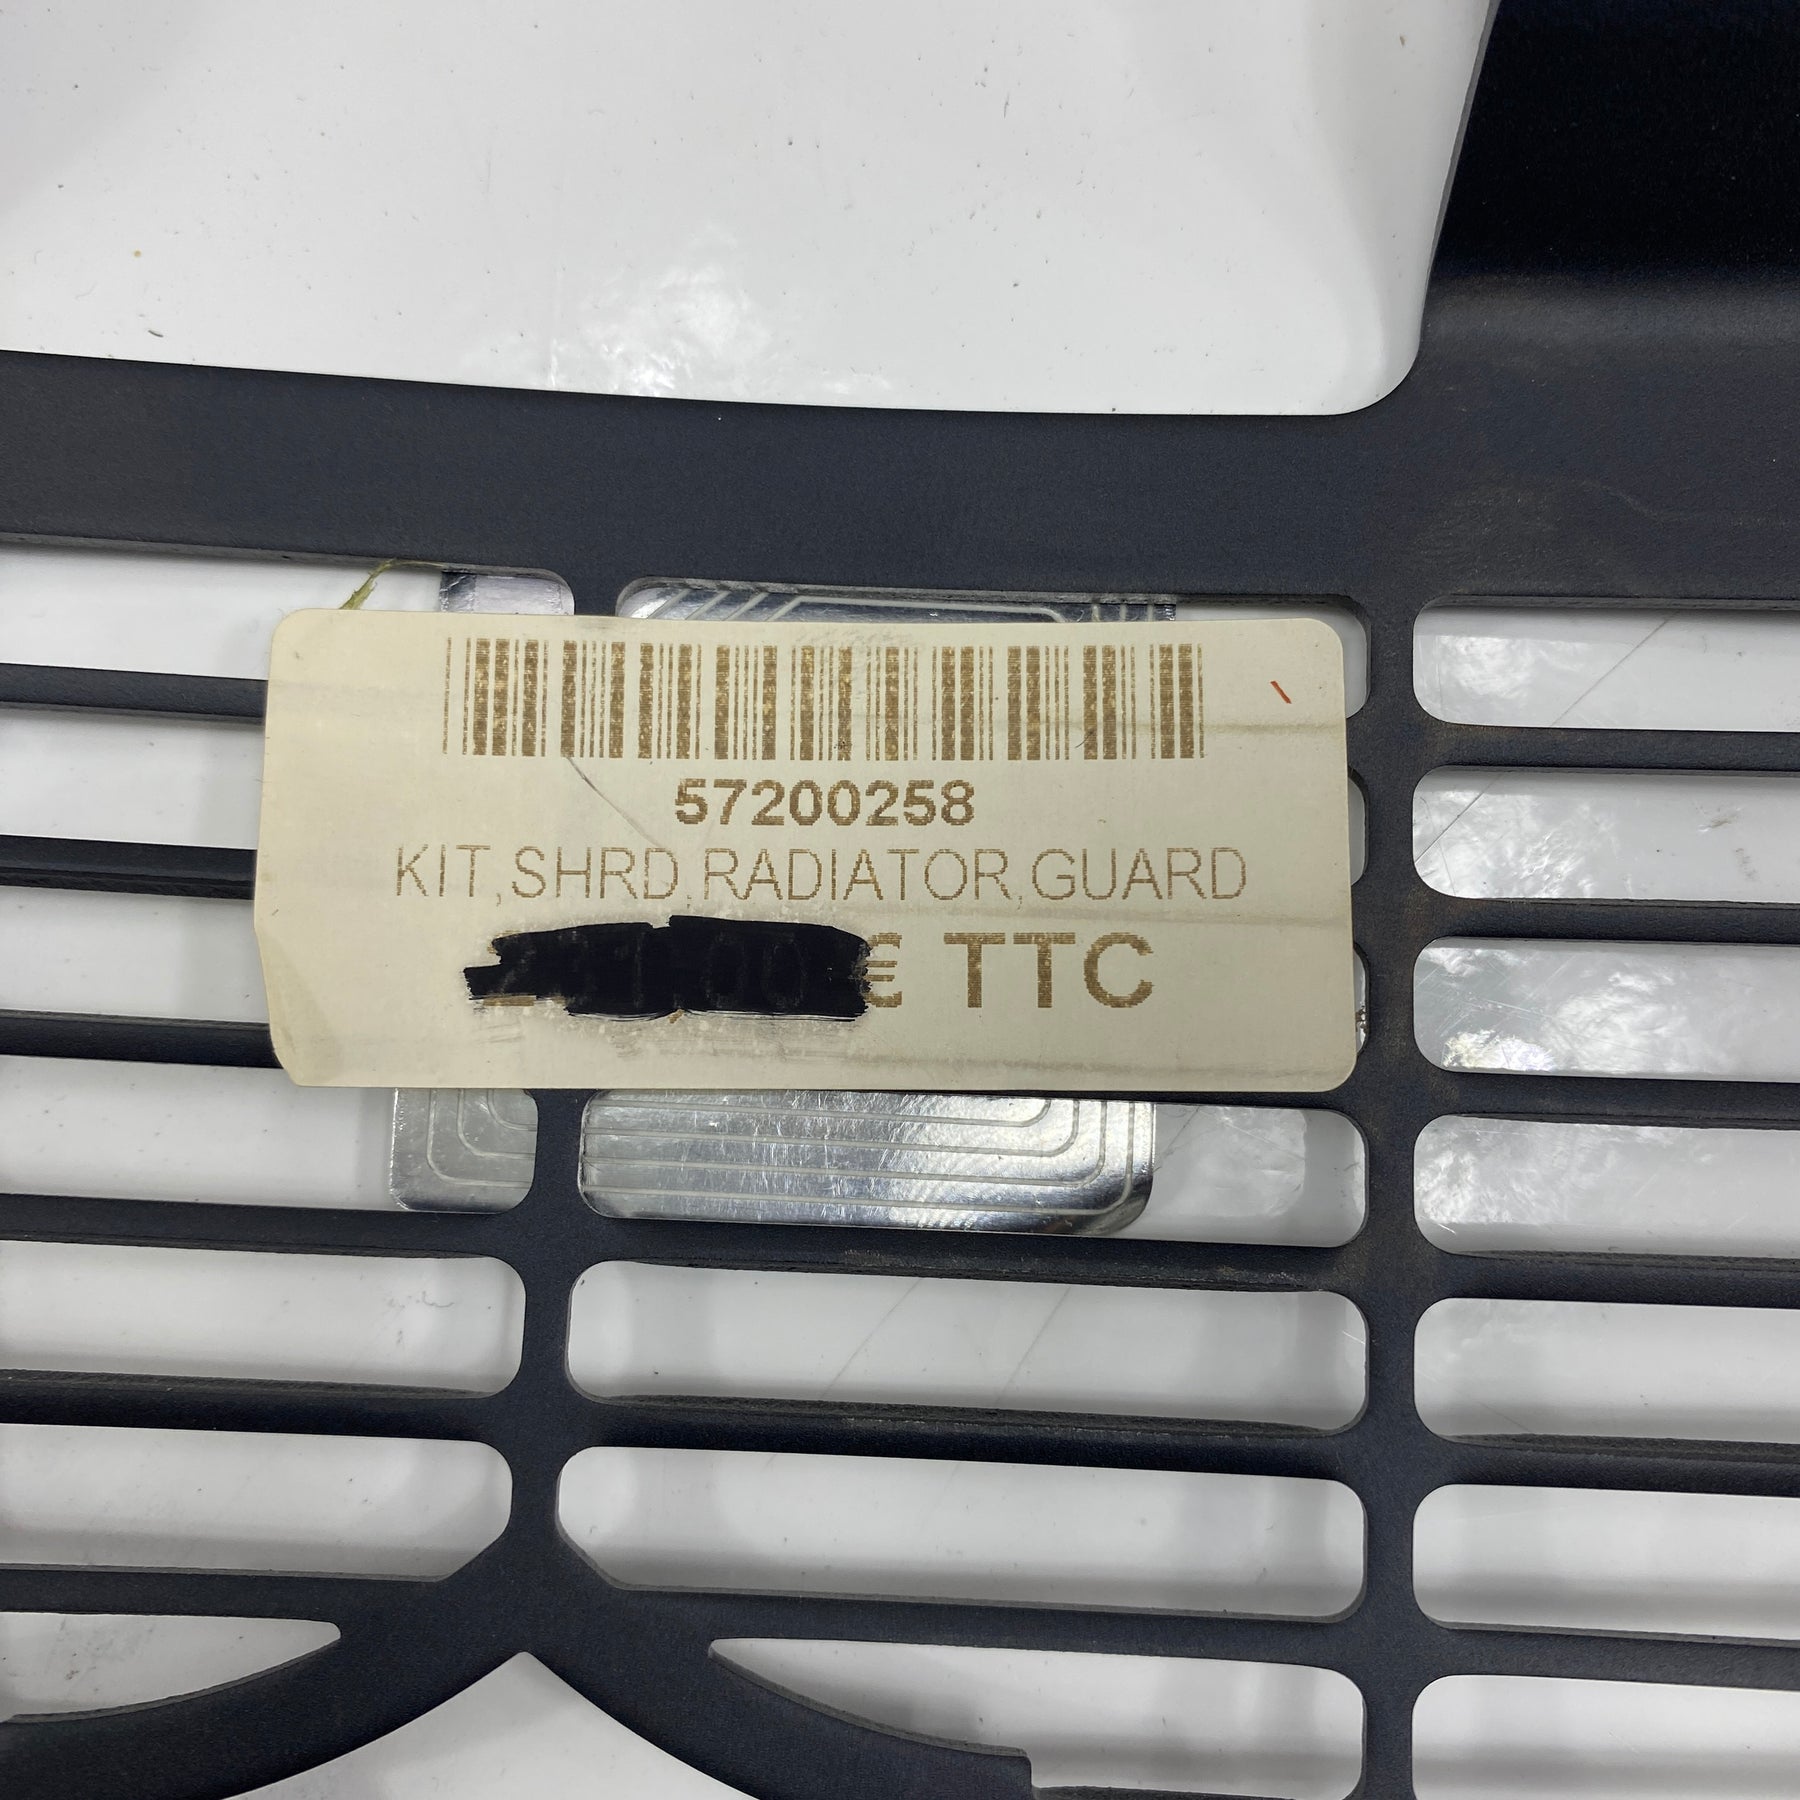 57200258
KIT,SHRD,RADIATOR,GUARD
€ TTC